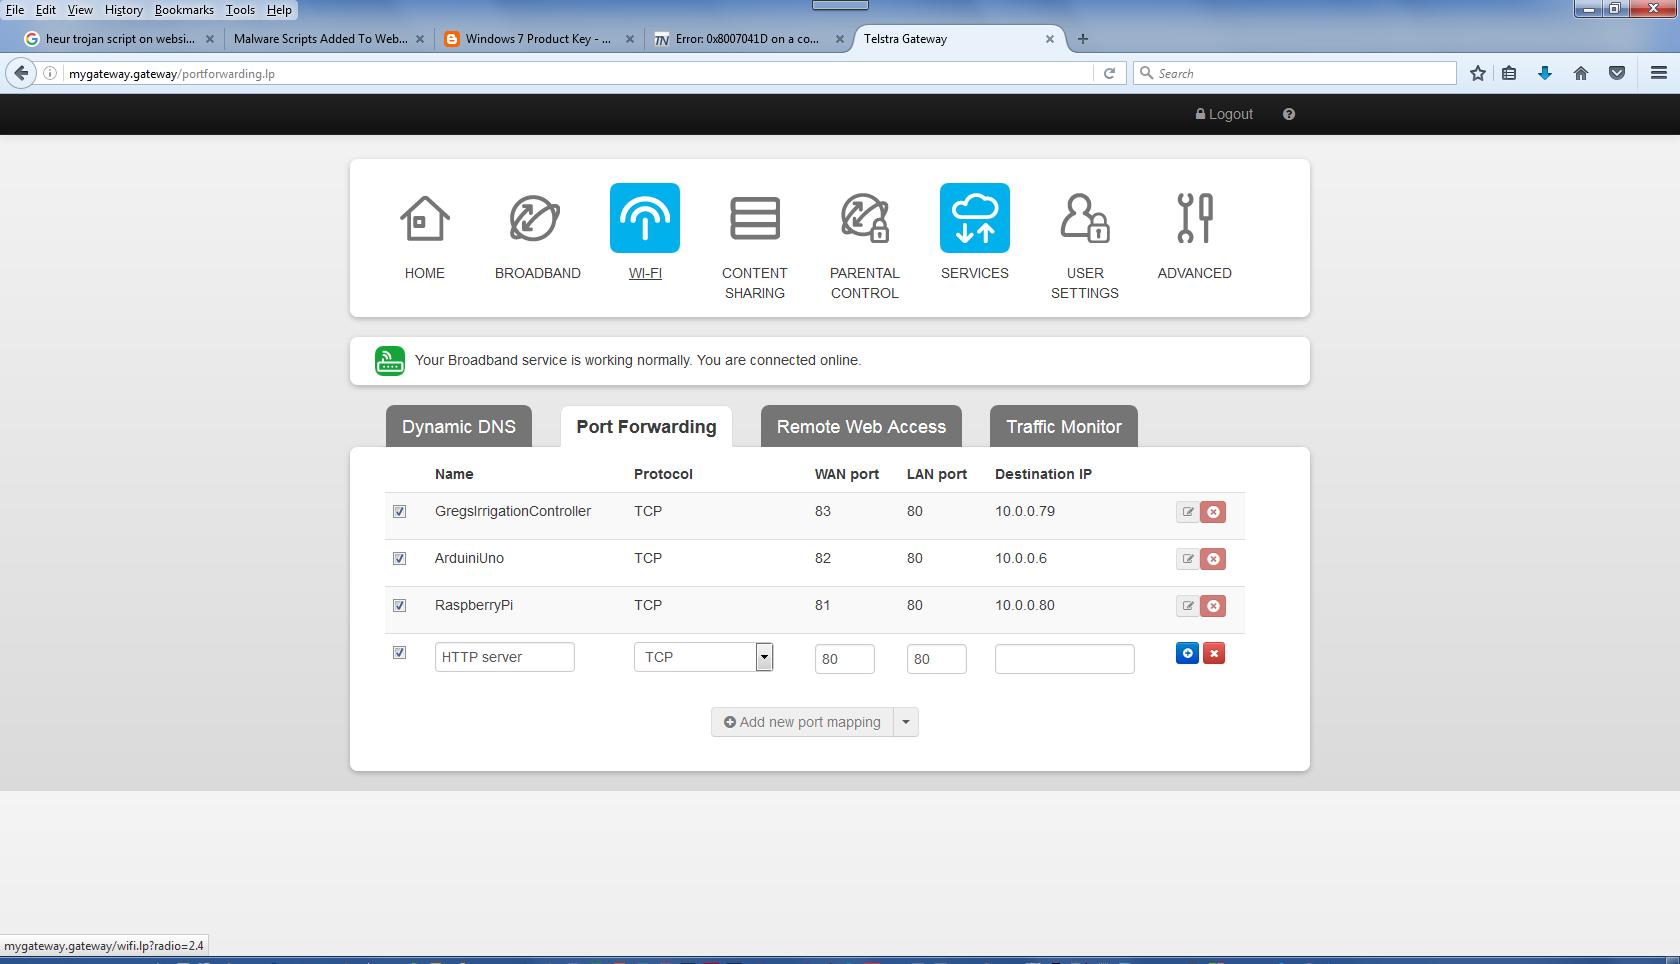 File Edit View History Bookmarks Tools Help
heur trojan script on websi... Malware Scripts Added To Web... Windows 7 Product Key - ... TN Error: 0x8007041D on a co... Telstra Gateway
mygateway.gateway/portforwarding.lp Search
Logout
HOME BROADBAND WI-FI CONTENT SHARING PARENTAL CONTROL SERVICES USER SETTINGS ADVANCED
Your Broadband service is working normally. You are connected online.
Dynamic DNS Port Forwarding Remote Web Access Traffic Monitor
Name Protocol WAN port LAN port Destination IP
GregsIrrigationController TCP 83 80 10.0.0.79
ArduiniUno TCP 82 80 10.0.0.6
RaspberryPi TCP 81 80 10.0.0.80
HTTP server TCP 80 80
Add new port mapping
mygateway.gateway/wifi.lp?radio=2.4